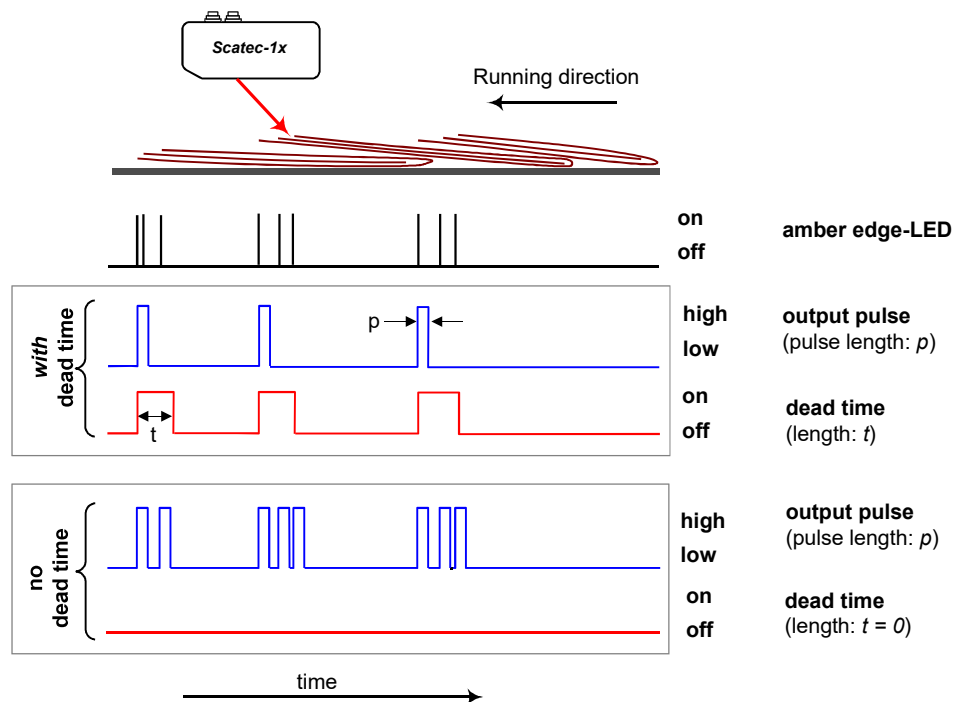 Scatec-1x
Running direction
on
off
amber edge-LED
with
dead time
p
high
low
output pulse
(pulse length: p)
t
on
off
dead time
(length: t)
no
dead time
high
low
output pulse
(pulse length: p)
on
off
dead time
(length: t = 0)
time